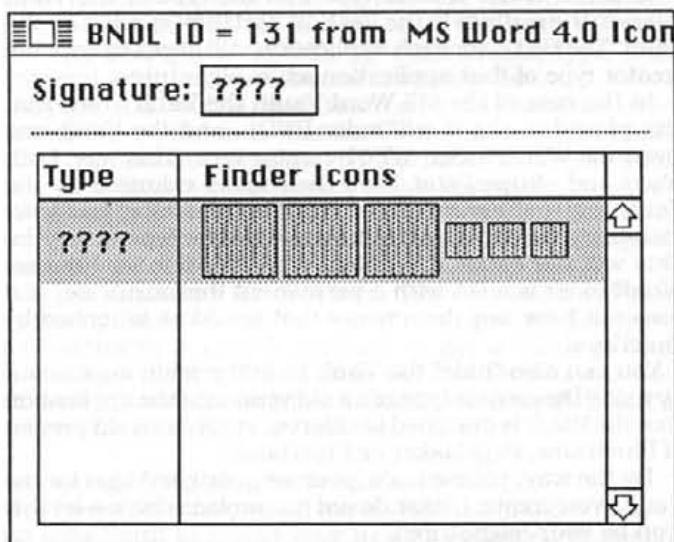 BNDL ID = 131 from MS Word 4.0 Icon
Signature: ????
Type Finder Icons
????